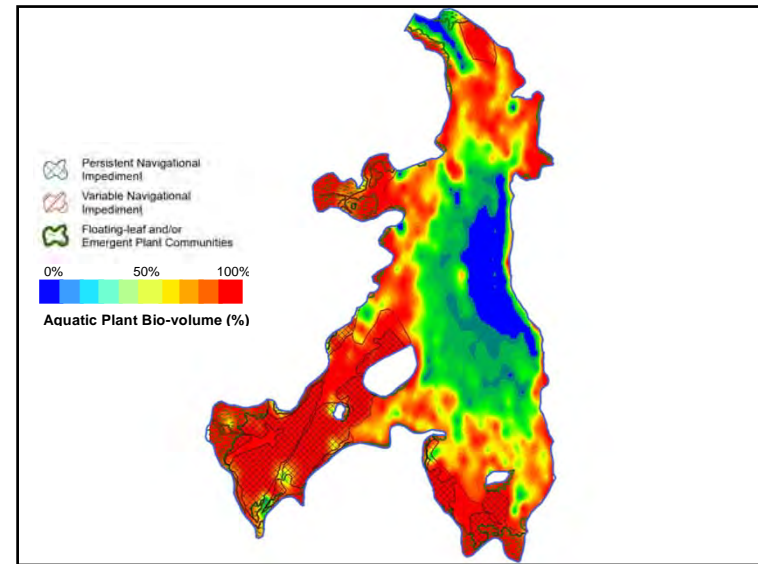 Persistent Navigational
Impediment
Variable Navigational
Impediment
Floating-leaf and/or
Emergent Plant Communities
0% 50% 100%
Aquatic Plant Bio-volume (%)